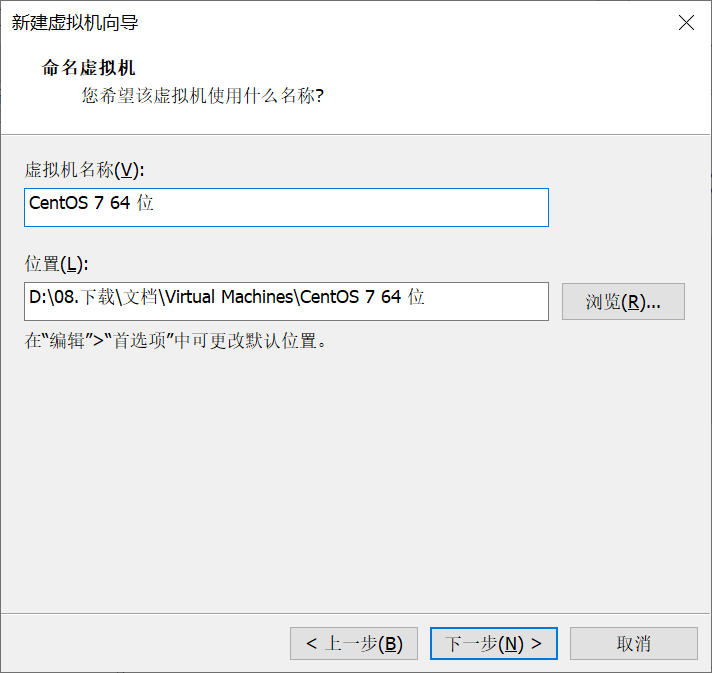 新建虚拟机向导
命名虚拟机
您希望该虚拟机使用什么名称?
虚拟机名称(V):
CentOS 7 64 位
位置(L):
D:\08.下载\文档\Virtual Machines\CentOS 7 64 位
浏览(R)...
在“编辑”>“首选项”中可更改默认位置。
< 上一步(B)
下一步(N) >
取消